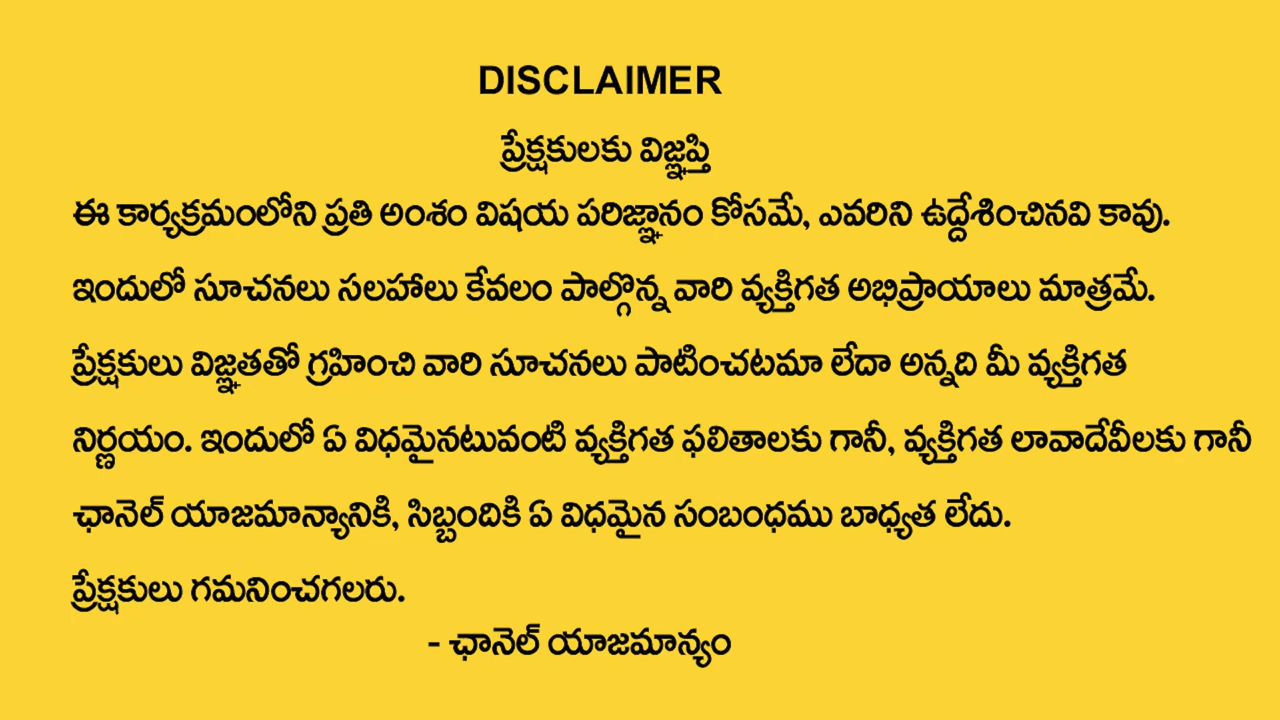 DISCLAIMER
ప్రేక్షకులకు విజ్ఞప్తి
ఈ కార్యక్రమంలోని ప్రతి అంశం విషయ పరిజ్ఞానం కోసమే, ఎవరిని ఉద్దేశించినవి కావు.
ఇందులో సూచనలు సలహాలు కేవలం పాల్గొన్న వారి వ్యక్తిగత అభిప్రాయాలు మాత్రమే.
ప్రేక్షకులు విజ్ఞతతో గ్రహించి వారి సూచనలు పాటించటమా లేదా అన్నది మీ వ్యక్తిగత
నిర్ణయం. ఇందులో ఏ విధమైనటువంటి వ్యక్తిగత ఫలితాలకు గానీ, వ్యక్తిగత లావాదేవీలకు గానీ
ఛానెల్ యాజమాన్యానికి, సిబ్బందికి ఏ విధమైన సంబంధము బాధ్యత లేదు.
ప్రేక్షకులు గమనించగలరు.
- ఛానెల్ యాజమాన్యం